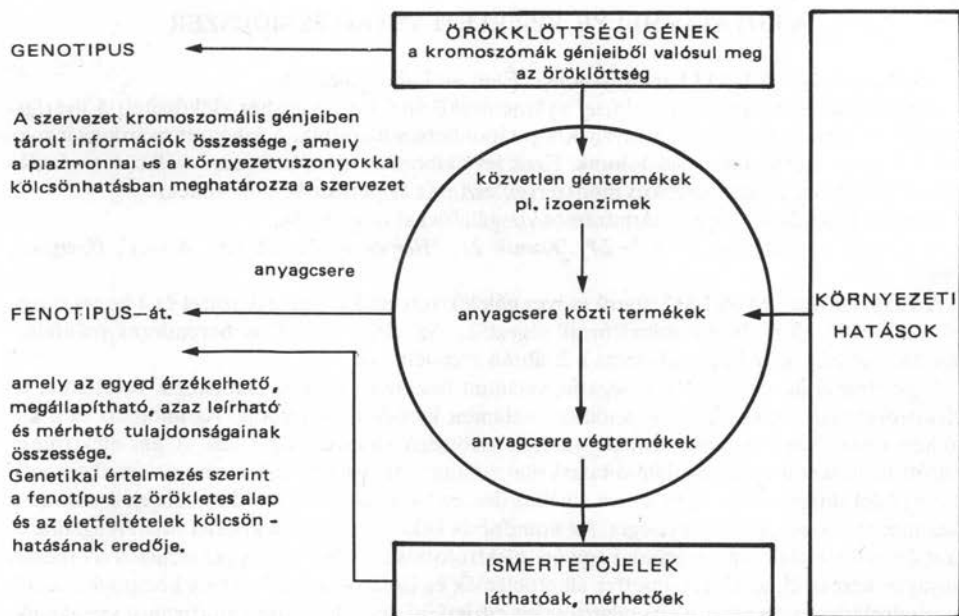 ÖRÖKKLÖTTSÉGI GÉNEK
a kromoszómák génjeiből valósul meg
az öröklöttség
GENOTIPUS
A szervezet kromoszomális génjeiben
tárolt információk összessége, amely
a plazmonnal és a környezetviszonyokkal
kölcsönhatásban meghatározza a szervezet
közvetlen géntermékek
pl. izoenzimek
anyagcsere
FENOTIPUS–át.
anyagcsere közti termékek
KÖRNYEZETI
HATÁSOK
amely az egyed érzékelhető,
megállapítható, azaz leírható
és mérhető tulajdonságainak
összessége.
Genetikai értelmezés szerint
a fenotípus az örökletes alap
és az életfeltételek kölcsön -
hatásának eredője.
anyagcsere végtermékek
ISMERTETŐJELEK
láthatóak, mérhetőek